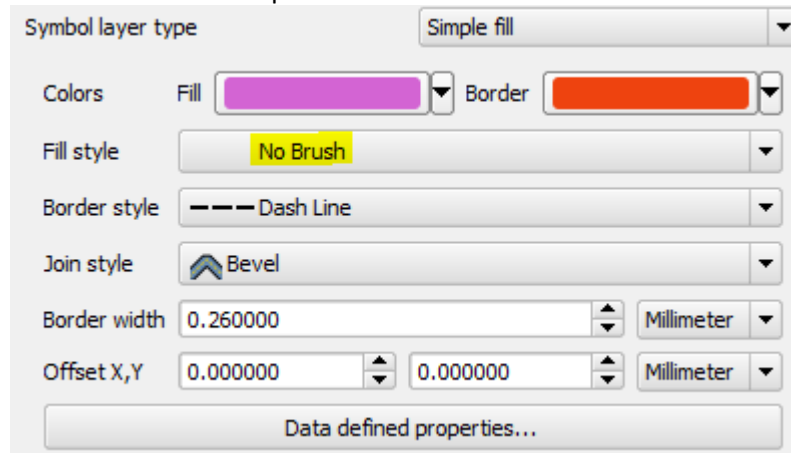 Symbol layer type Simple fill
Colors Fill Border
Fill style No Brush
Border style Dash Line
Join style Bevel
Border width 0.260000 Millimeter
Offset X,Y 0.000000 0.000000 Millimeter
Data defined properties...